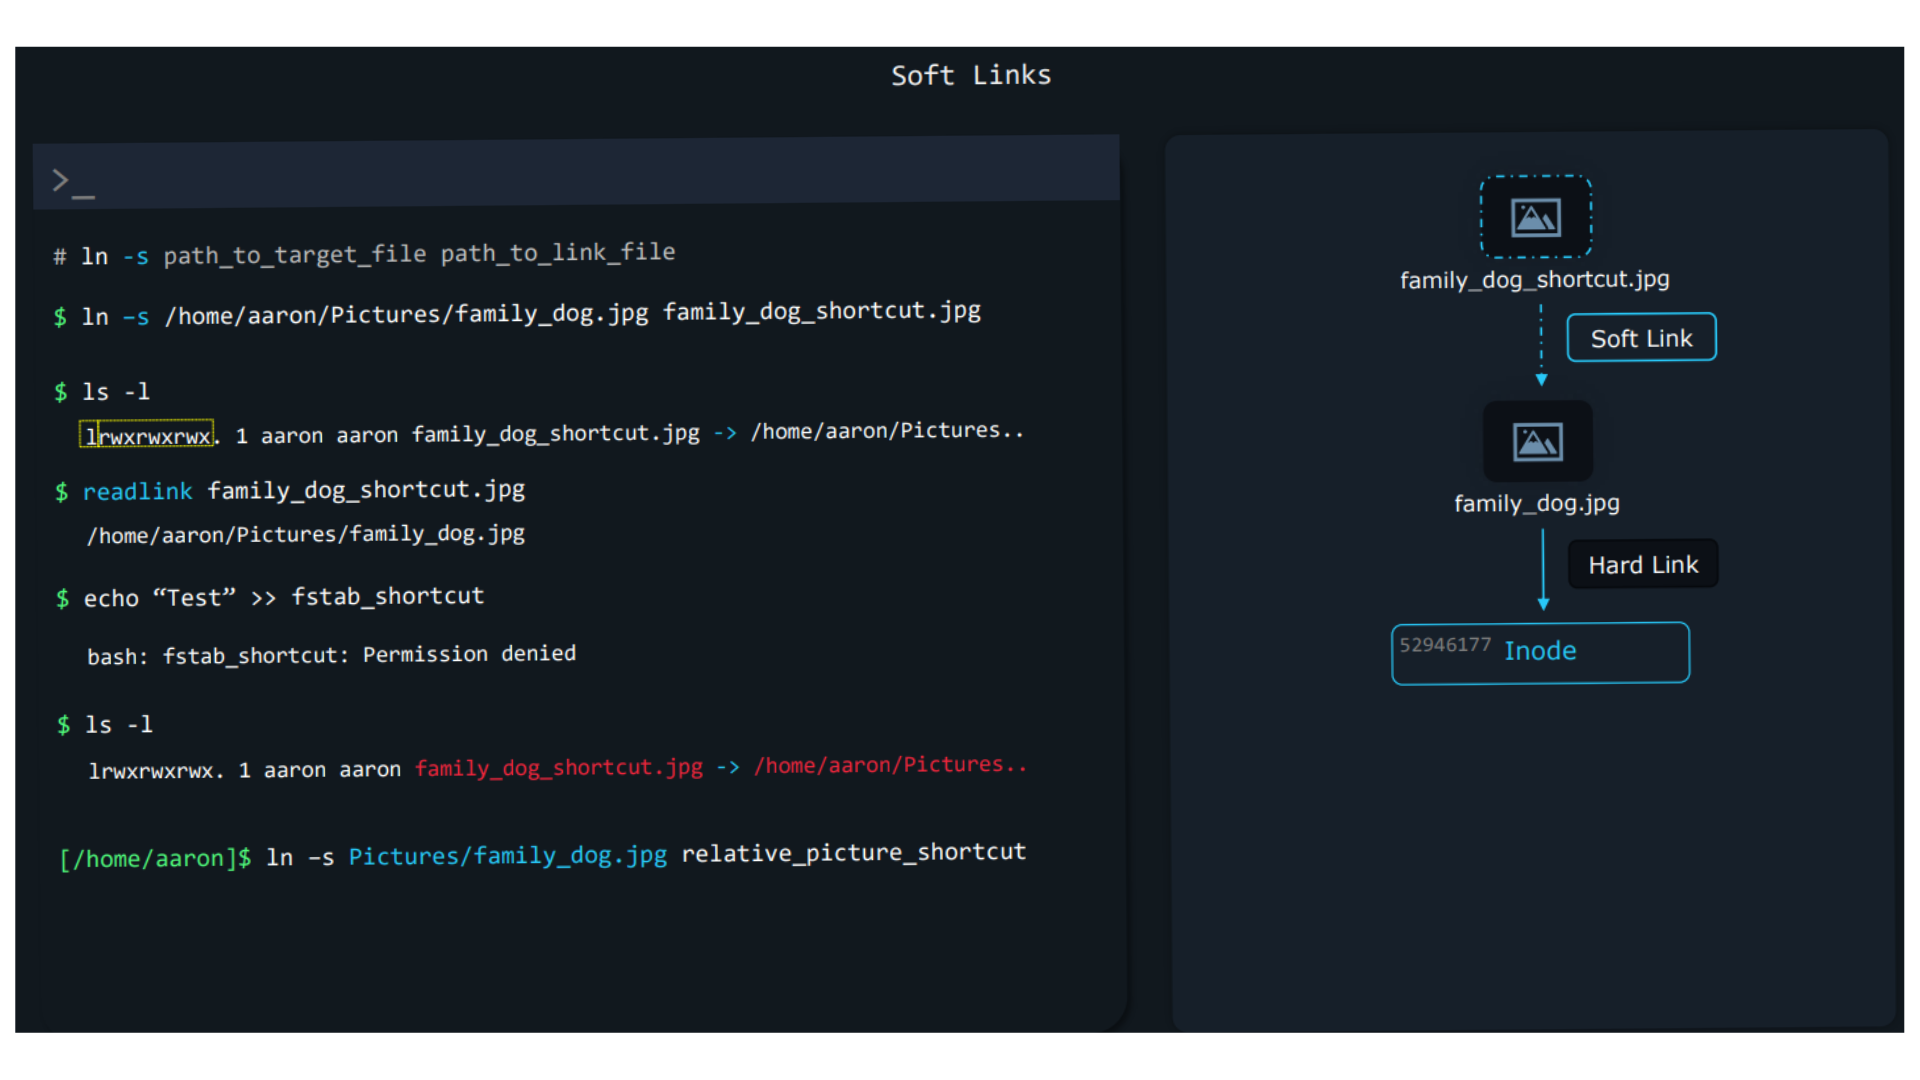 Soft Links
>_
# ln -s path_to_target_file path_to_link_file
$ ln –s /home/aaron/Pictures/family_dog.jpg family_dog_shortcut.jpg
$ ls -l
lrwxrwxrwx. 1 aaron aaron family_dog_shortcut.jpg -> /home/aaron/Pictures..
$ readlink family_dog_shortcut.jpg
/home/aaron/Pictures/family_dog.jpg
$ echo “Test” >> fstab_shortcut
bash: fstab_shortcut: Permission denied
$ ls -l
lrwxrwxrwx. 1 aaron aaron family_dog_shortcut.jpg -> /home/aaron/Pictures..
[/home/aaron]$ ln –s Pictures/family_dog.jpg relative_picture_shortcut
family_dog_shortcut.jpg
Soft Link
family_dog.jpg
Hard Link
52946177 Inode